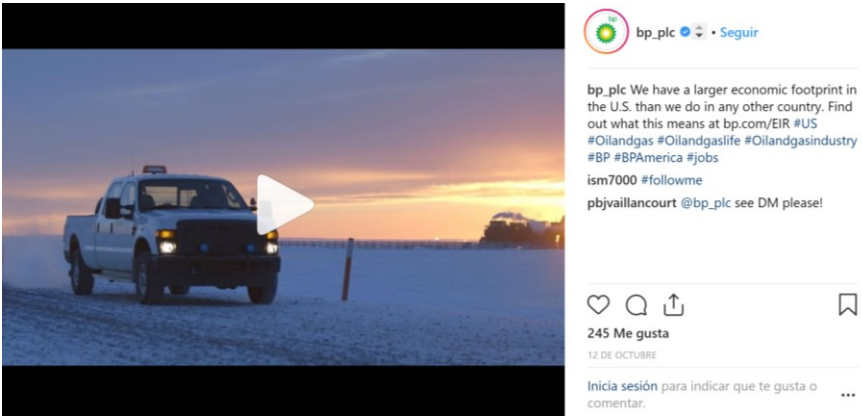 bp
bp_plc • Seguir
bp_plc We have a larger economic footprint in
the U.S. than we do in any other country. Find
out what this means at bp.com/EIR #US
#Oilandgas #Oilandgaslife #Oilandgasindustry
#BP #BPAmerica #jobs
ism7000 #followme
pbjvaillancourt @bp_plc see DM please!
245 Me gusta
12 DE OCTUBRE
Inicia sesión para indicar que te gusta o
comentar.